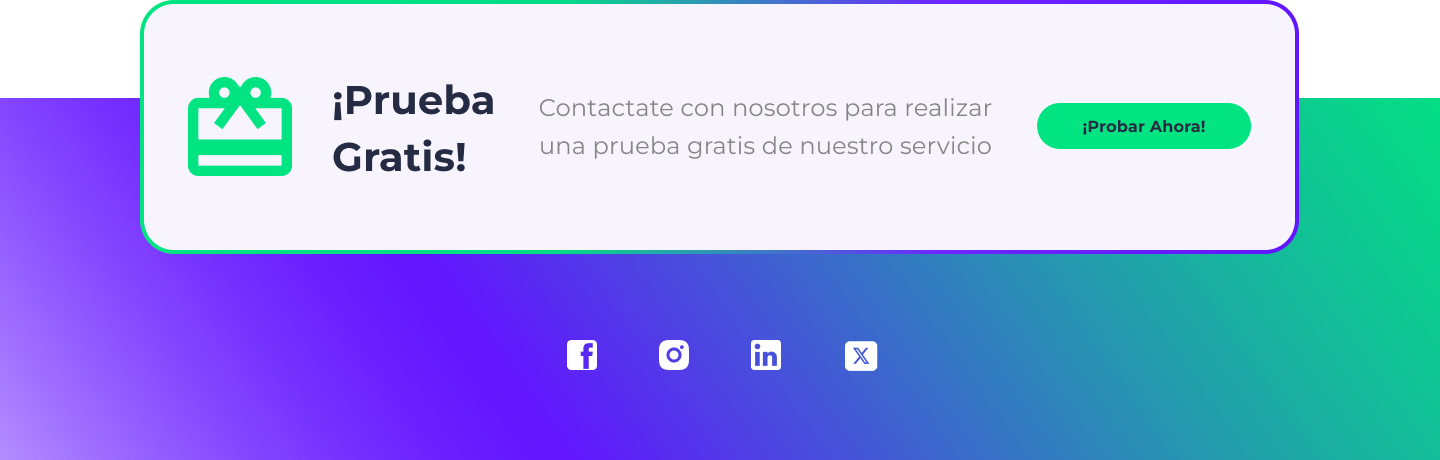 ¡Prueba
Gratis!
Contactate con nosotros para realizar
una prueba gratis de nuestro servicio
¡Probar Ahora!